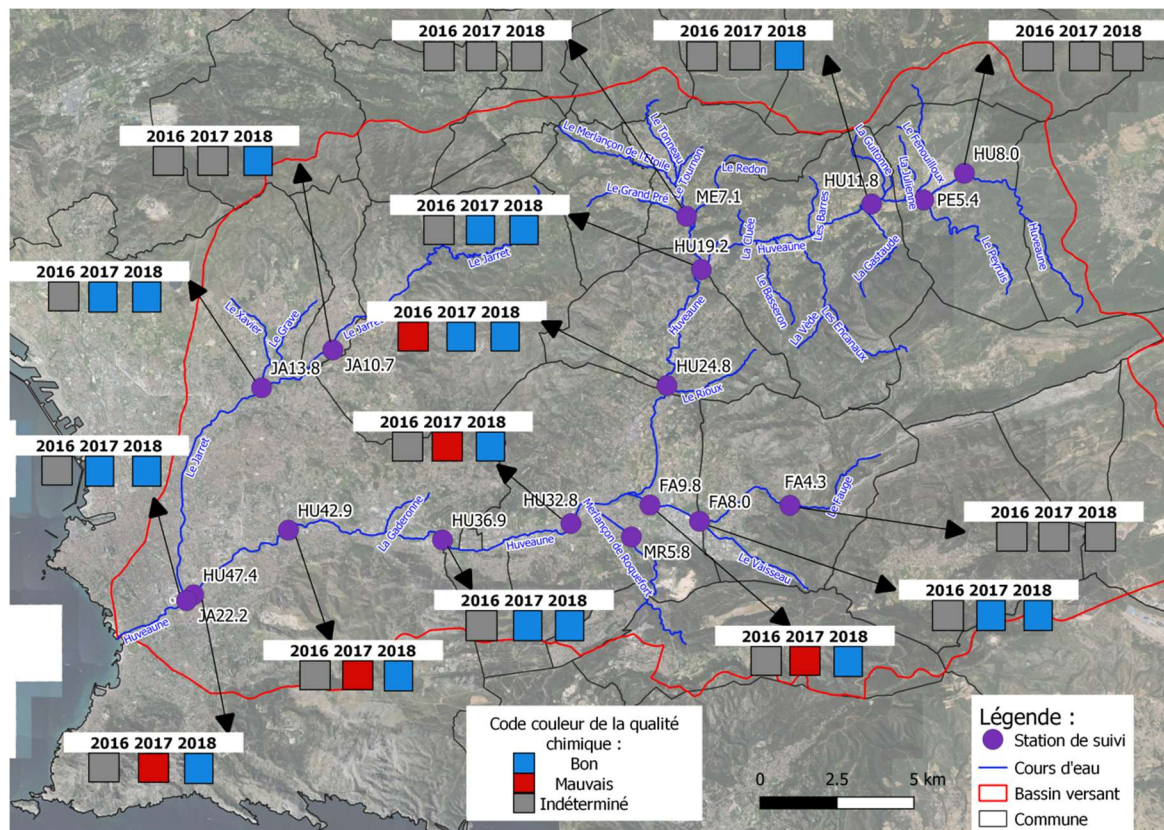 2016 2017 2018
2016 2017 2018
2016 2017 2018
2016 2017 2018
Le Tonneau
Le Merlançon de l'Etoile
Le Tournon
Le Redon
Le Grand Pré
ME7.1
La Guitonne
Le Fénouilloux
La Julienne
HU8.0
HU11.8
PE5.4
2016 2017 2018
Le Jarret
HU19.2
La Cluée
Huveaune
Les Barres
La Gastaude
Le Peyruis
Huveaune
Le Basseron
La Vède
Les Encanaux
2016 2017 2018
Le Xavier
Le Grave
Le Jarret
2016 2017 2018
Huveaune
JA13.8
JA10.7
HU24.8
Le Rioux
2016 2017 2018
2016 2017 2018
Le Jarret
HU42.9
La Gaderonne
HU36.9
HU32.8
Huveaune
FA9.8
FA8.0
FA4.3
Le Fauge
Merlançon de Roquefort
MR5.8
Le Vaisseau
2016 2017 2018
HU47.4
JA22.2
Huveaune
2016 2017 2018
2016 2017 2018
2016 2017 2018
2016 2017 2018
2016 2017 2018
Code couleur de la qualité
chimique :
Bon
Mauvais
Indéterminé
0 2.5 5 km
Légende :
Station de suivi
Cours d'eau
Bassin versant
Commune